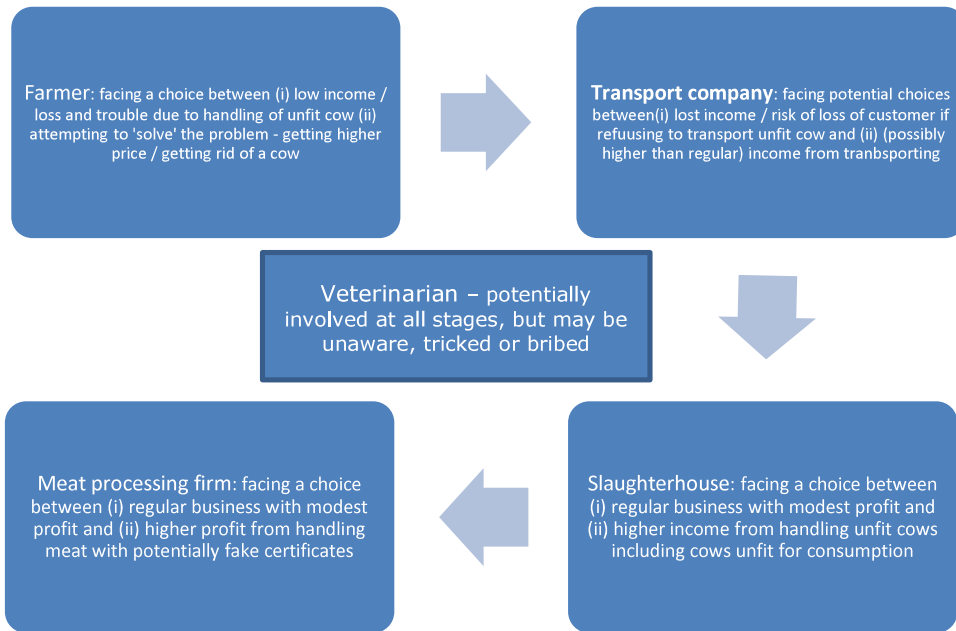 Farmer: facing a choice between (i) low income /
loss and trouble due to handling of unfit cow (ii)
attempting to 'solve' the problem - getting higher
price / getting rid of a cow
Transport company: facing potential choices
between(i) lost income / risk of loss of customer if
refuusing to transport unfit cow and (ii) (possibly
higher than regular) income from tranbsporting
Veterinarian – potentially
involved at all stages, but may be
unaware, tricked or bribed
Meat processing firm: facing a choice
between (i) regular business with modest
profit and (ii) higher profit from handling
meat with potentially fake certificates
Slaughterhouse: facing a choice between
(i) regular business with modest profit and
(ii) higher income from handling unfit cows
including cows unfit for consumption